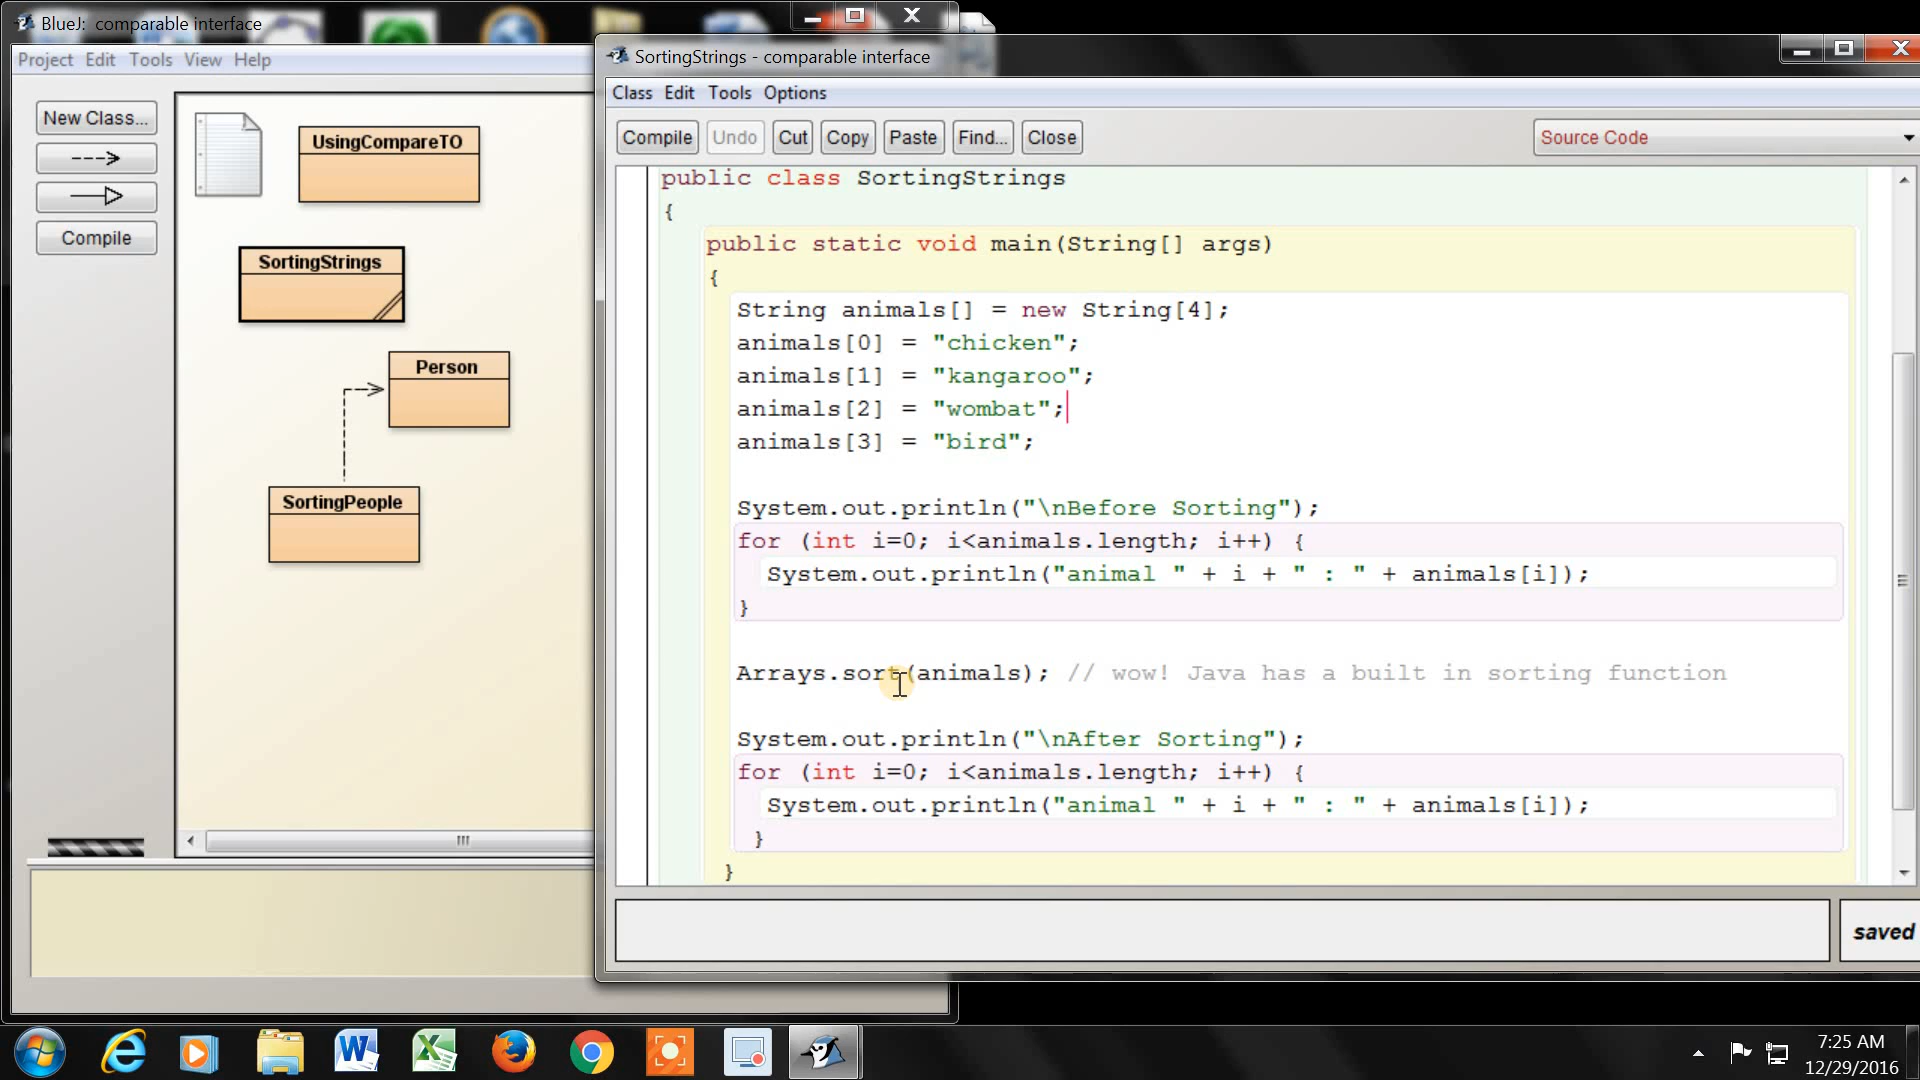 BlueJ: comparable interface
Project Edit Tools View Help
New Class...
Compile
UsingCompareTO
SortingStrings
Person
SortingPeople
SortingStrings - comparable interface
Class Edit Tools Options
Compile Undo Cut Copy Paste Find... Close
Source Code
public class SortingStrings
{
public static void main(String[] args)
{
String animals[] = new String[4];
animals[0] = "chicken";
animals[1] = "kangaroo";
animals[2] = "wombat";
animals[3] = "bird";
System.out.println("\nBefore Sorting");
for (int i=0; i<animals.length; i++) {
System.out.println("animal " + i + " : " + animals[i]);
}
Arrays.sort(animals); // wow! Java has a built in sorting function
System.out.println("\nAfter Sorting");
for (int i=0; i<animals.length; i++) {
System.out.println("animal " + i + " : " + animals[i]);
}
}
saved
7:25 AM
12/29/2016